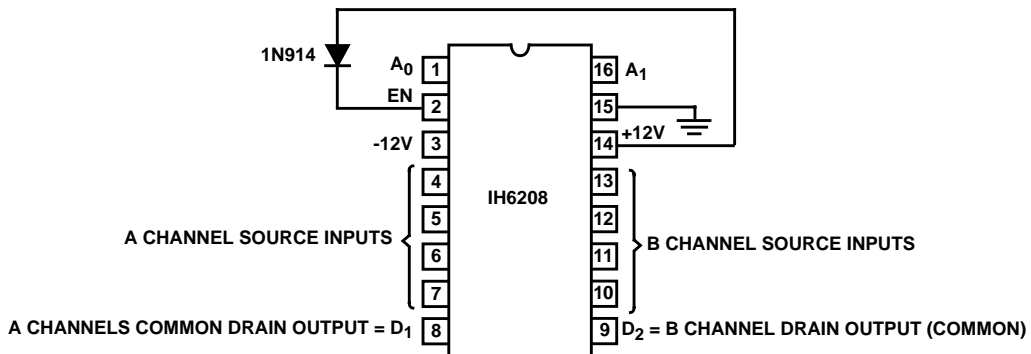 1N914
A0 1 16 A1
EN 2 15
-12V 3 14 +12V
4 13
IH6208
5 12
A CHANNEL SOURCE INPUTS B CHANNEL SOURCE INPUTS
6 11
7 10
A CHANNELS COMMON DRAIN OUTPUT = D1 8 9 D2 = B CHANNEL DRAIN OUTPUT (COMMON)